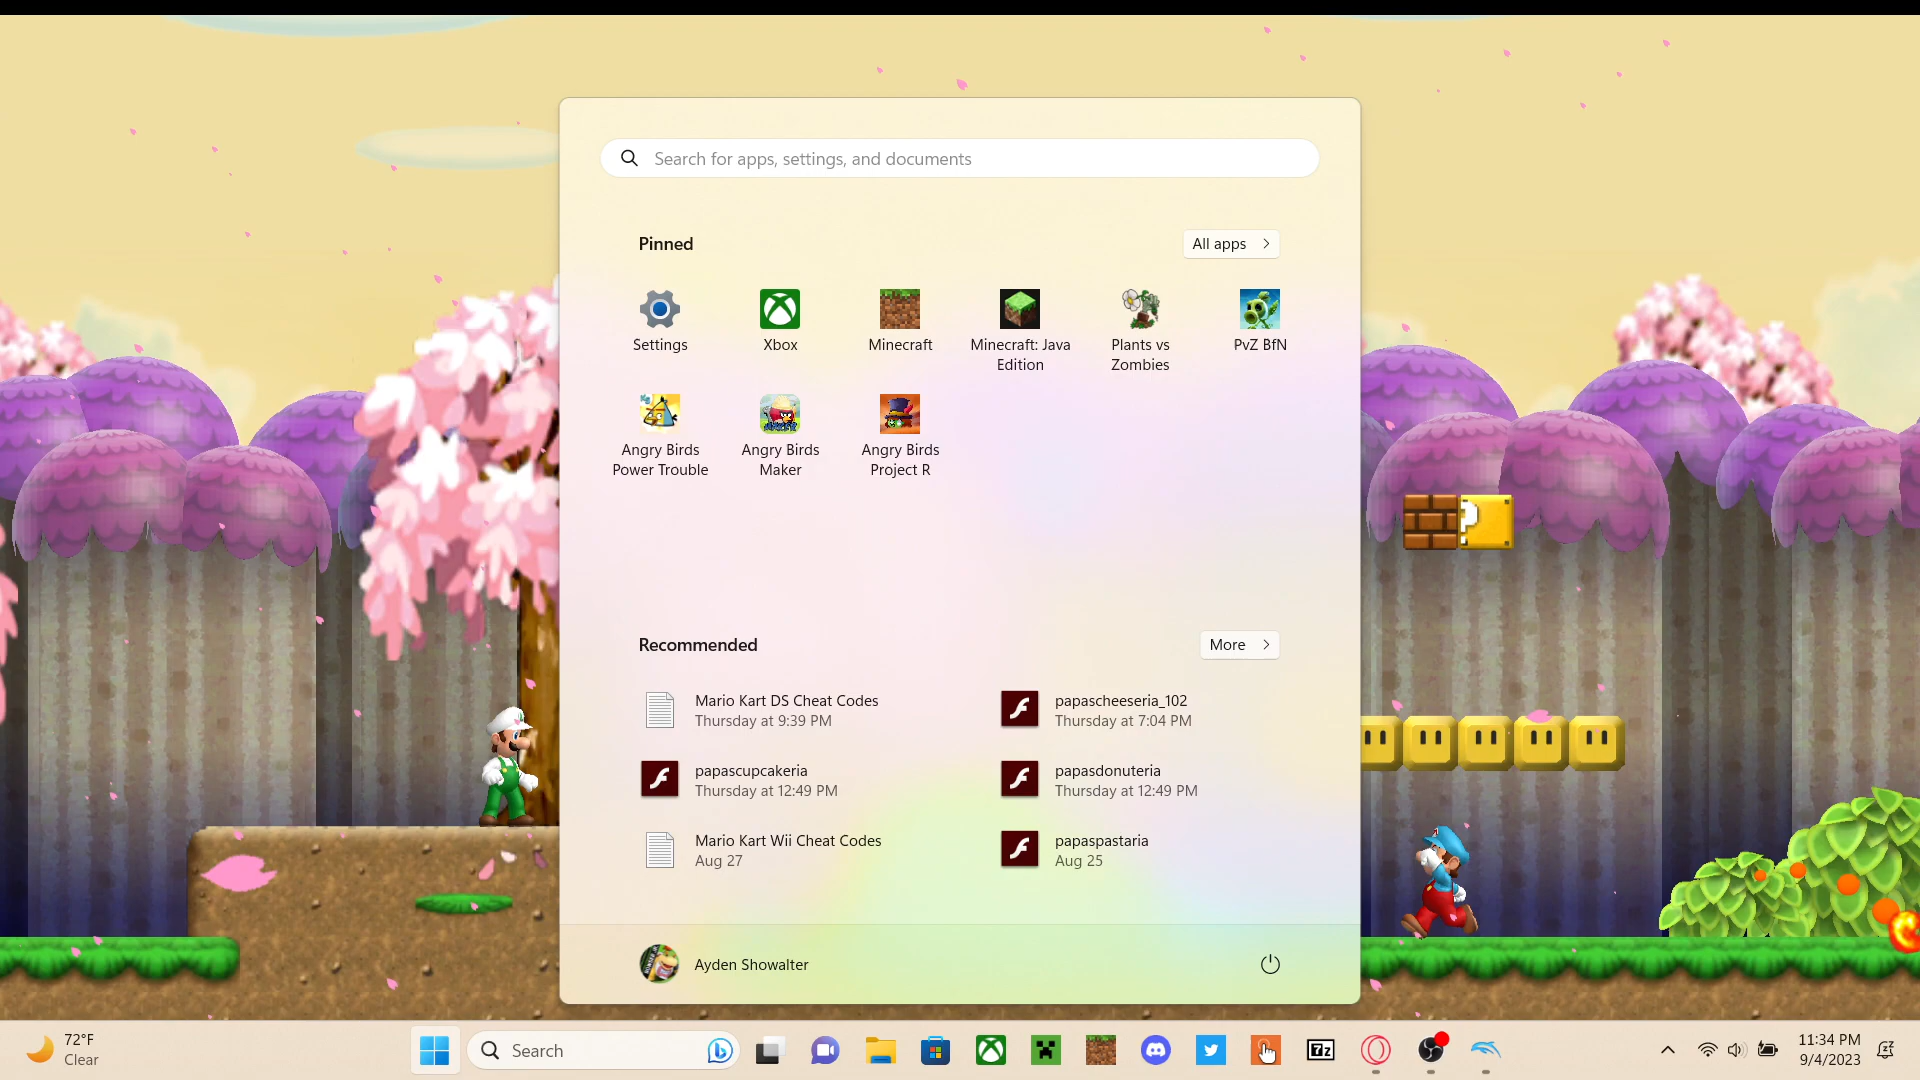 Search for apps, settings, and documents
Pinned
All apps
Settings
Xbox
Minecraft
Minecraft: Java
Edition
Plants vs
Zombies
PvZ BfN
Angry Birds
Power Trouble
Angry Birds
Maker
Angry Birds
Project R
Recommended
More
Mario Kart DS Cheat Codes
Thursday at 9:39 PM
papascheeseria_102
Thursday at 7:04 PM
papascupcakeria
Thursday at 12:49 PM
papasdonuteria
Thursday at 12:49 PM
Mario Kart Wii Cheat Codes
Aug 27
papaspastaria
Aug 25
Ayden Showalter
72°F
Clear
Search
7z
11:34 PM
9/4/2023